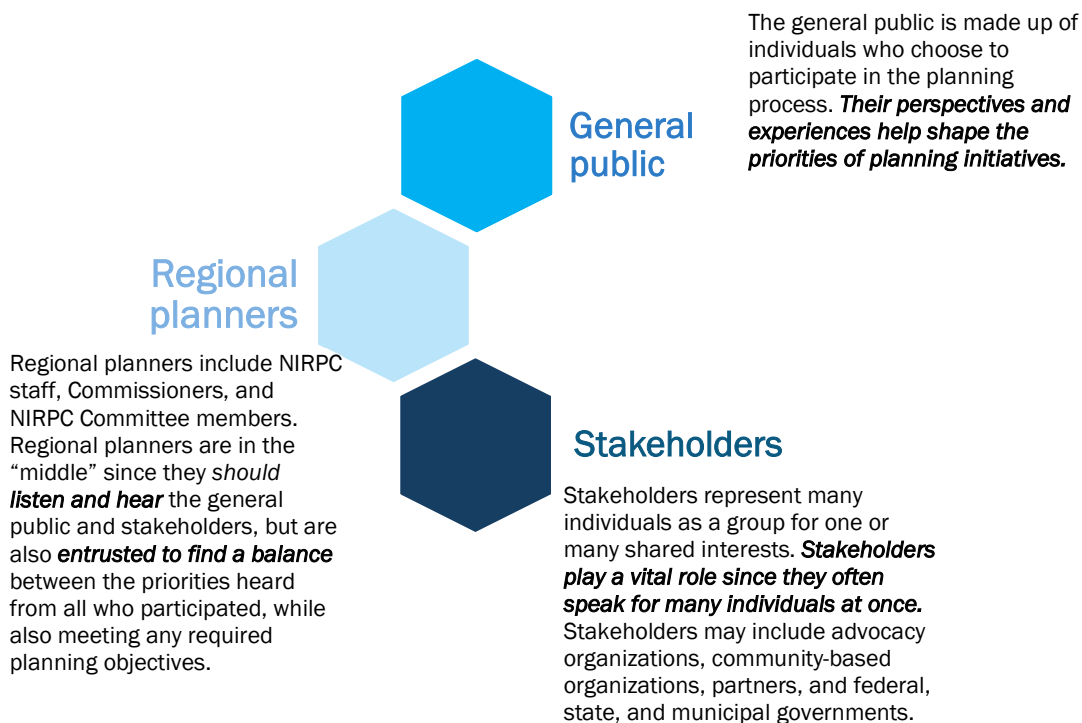 The general public is made up of
individuals who choose to
participate in the planning
process. Their perspectives and
experiences help shape the
priorities of planning initiatives.
General
public
Regional
planners
Regional planners include NIRPC
staff, Commissioners, and
NIRPC Committee members.
Regional planners are in the
“middle” since they should
listen and hear the general
public and stakeholders, but are
also entrusted to find a balance
between the priorities heard
from all who participated, while
also meeting any required
planning objectives.
Stakeholders
Stakeholders represent many
individuals as a group for one or
many shared interests. Stakeholders
play a vital role since they often
speak for many individuals at once.
Stakeholders may include advocacy
organizations, community-based
organizations, partners, and federal,
state, and municipal governments.